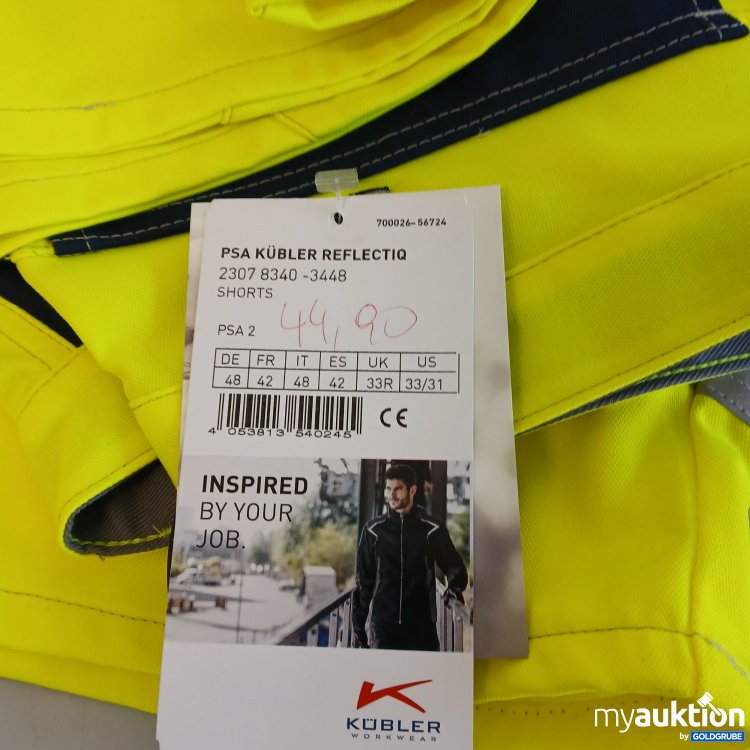 700026-56724
PSA KÜBLER REFLECTIQ
2307 8340 -3448
SHORTS
PSA 2
44,90
DE FR IT ES UK US
48 42 48 42 33R 33/31
4 053813 540245
CE
INSPIRED
BY YOUR
JOB.
KÜBLER
WORKWEAR
myauktion
by GOLDGRUBE